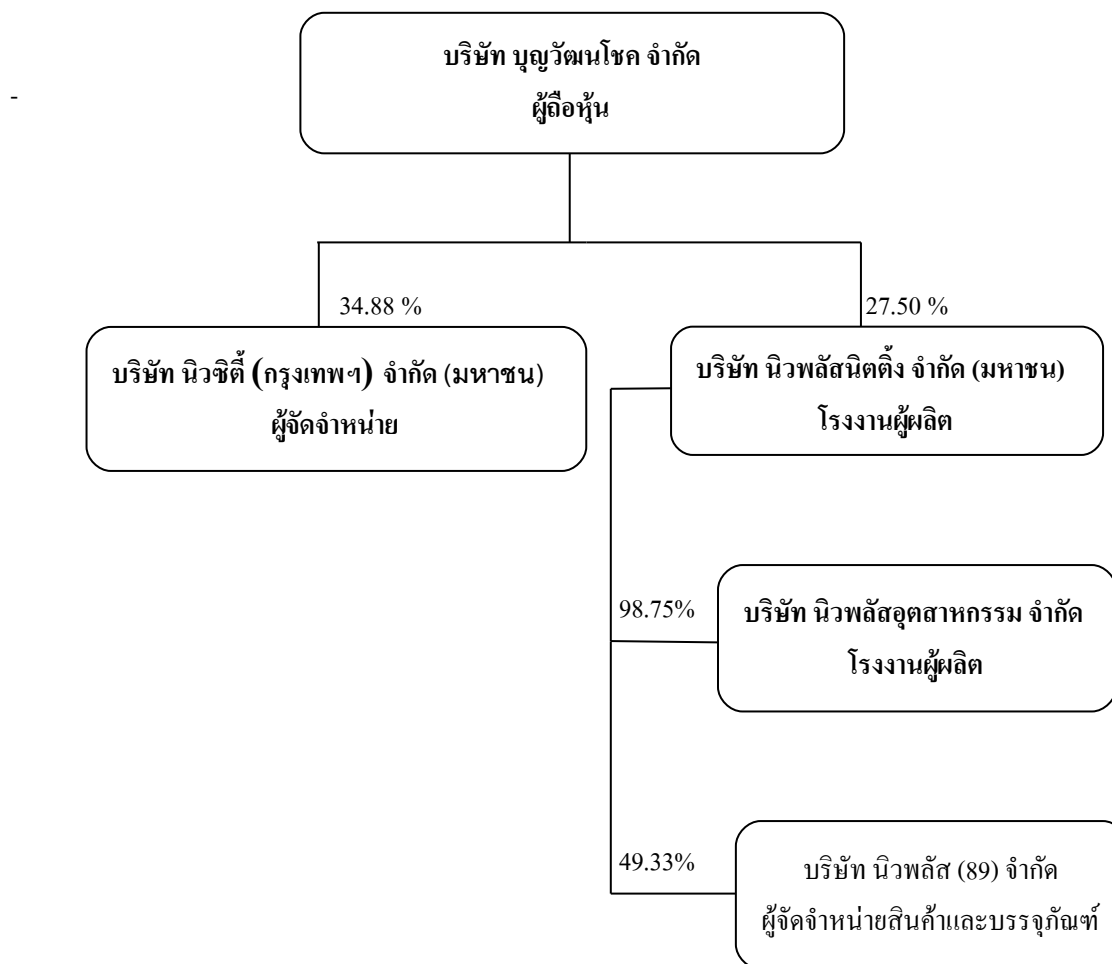 บริษัท บุญวัฒนโชค จำกัด
ผู้ถือหุ้น
-
34.88 %
27.50 %
บริษัท นิวซิตี้ (กรุงเทพฯ) จำกัด (มหาชน)
ผู้จัดจำหน่าย
บริษัท นิวพลัสนิตติ้ง จำกัด (มหาชน)
โรงงานผู้ผลิต
98.75%
บริษัท นิวพลัสอุตสาหกรรม จำกัด
โรงงานผู้ผลิต
49.33%
บริษัท นิวพลัส (89) จำกัด
ผู้จัดจำหน่ายสินค้าและบรรจุภัณฑ์